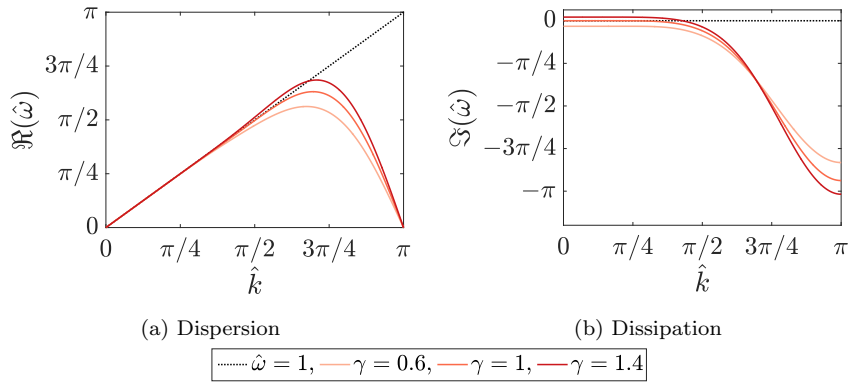 π
3π/4
π/2
π/4
0
ℜ(ω̂)
0 π/4 π/2 3π/4 π
k̂
(a) Dispersion
0
−π/4
−π/2
−3π/4
−π
ℑ(ω̂)
0 π/4 π/2 3π/4 π
k̂
(b) Dissipation
ω̂ = 1, γ = 0.6, γ = 1, γ = 1.4